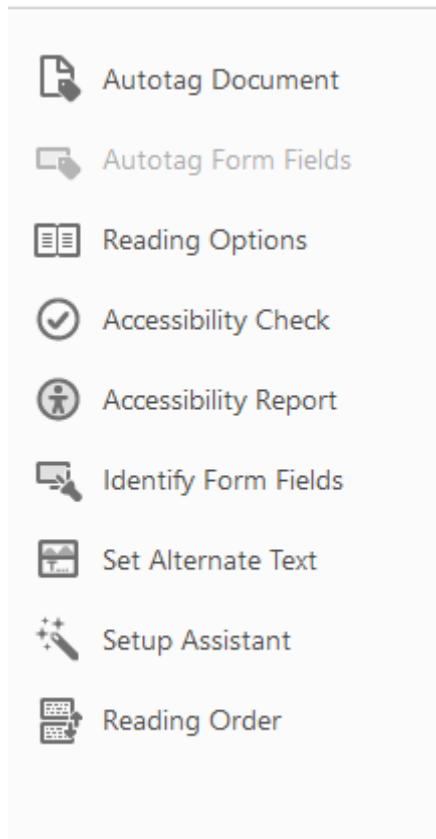 Autotag Document
Autotag Form Fields
Reading Options
Accessibility Check
Accessibility Report
Identify Form Fields
T...
Set Alternate Text
Setup Assistant
Reading Order